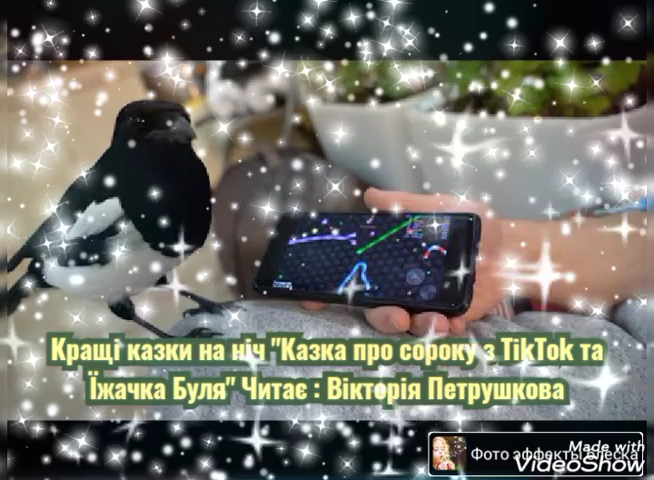 Кращі казки на ніч "Казка про сороку з TikTok та
Їжачка Буля" Читає : Вікторія Петрушкова
Фото эффекты блеска
Made with
VideoShow